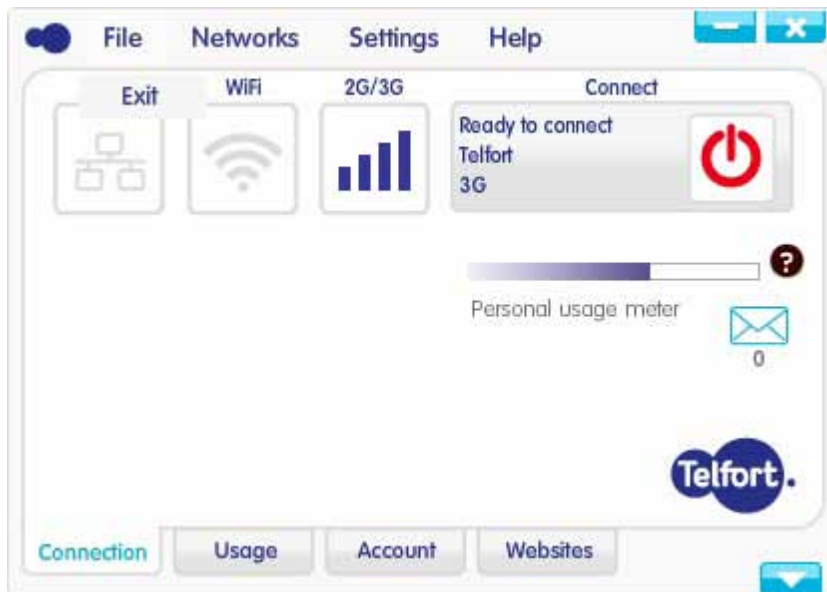 File Networks Settings Help
Exit WiFi 2G/3G Connect
Ready to connect
Telfort
3G
?
Personal usage meter
0
Telfort.
Connection Usage Account Websites